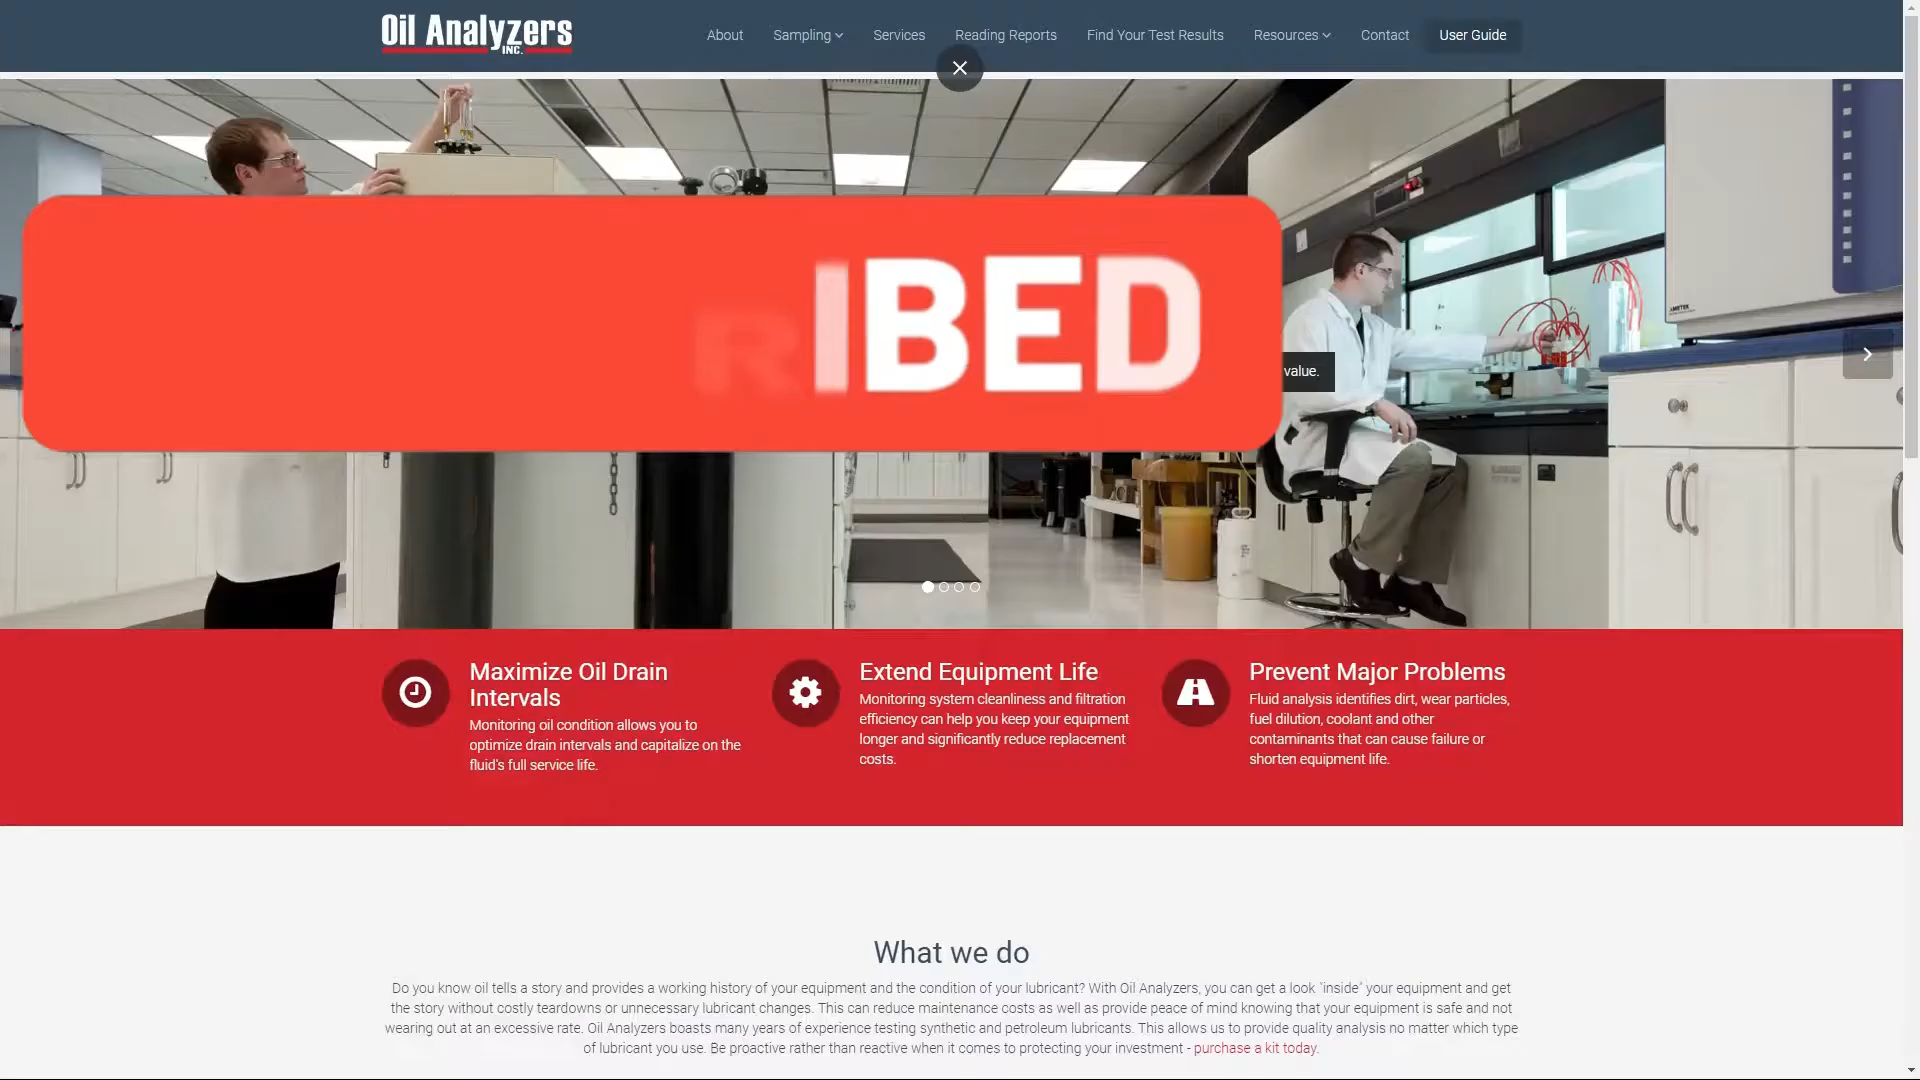 Oil Analyzers
INC.
About
Sampling
Services
Reading Reports
Find Your Test Results
Resources
Contact
User Guide
RIBED
value.
AMETEK
Maximize Oil Drain
Intervals
Monitoring oil condition allows you to
optimize drain intervals and capitalize on the
fluid's full service life.
Extend Equipment Life
Monitoring system cleanliness and filtration
efficiency can help you keep your equipment
longer and significantly reduce replacement
costs.
Prevent Major Problems
Fluid analysis identifies dirt, wear particles,
fuel dilution, coolant and other
contaminants that can cause failure or
shorten equipment life.
What we do
Do you know oil tells a story and provides a working history of your equipment and the condition of your lubricant? With Oil Analyzers, you can get a look "inside" your equipment and get
the story without costly teardowns or unnecessary lubricant changes. This can reduce maintenance costs as well as provide peace of mind knowing that your equipment is safe and not
wearing out at an excessive rate. Oil Analyzers boasts many years of experience testing synthetic and petroleum lubricants. This allows us to provide quality analysis no matter which type
of lubricant you use. Be proactive rather than reactive when it comes to protecting your investment - purchase a kit today.